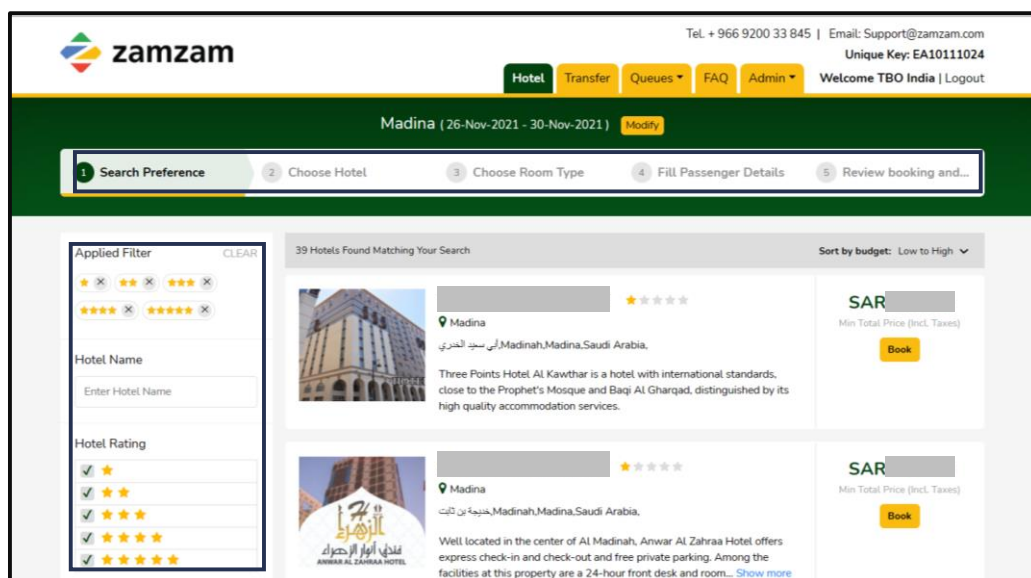 zamzam
Tel. + 966 9200 33 845 | Email: Support@zamzam.com
Unique Key: EA10111024
Hotel Transfer Queues FAQ Admin Welcome TBO India | Logout
Madina ( 26-Nov-2021 - 30-Nov-2021 ) Modify
1 Search Preference 2 Choose Hotel 3 Choose Room Type 4 Fill Passenger Details 5 Review booking and...
Applied Filter CLEAR
Hotel Name
Enter Hotel Name
Hotel Rating
39 Hotels Found Matching Your Search Sort by budget: Low to High
Madina
أبي سعيد الخدري,Madinah,Madina,Saudi Arabia,
Three Points Hotel Al Kawthar is a hotel with international standards,
close to the Prophet's Mosque and Baqi Al Gharqad, distinguished by its
high quality accommodation services.
SAR
Min Total Price (Incl. Taxes)
Book
فندق أنوار الزهراء
ANWAR AL ZAHRAA HOTEL
Madina
خديجة بن ثابت,Madinah,Madina,Saudi Arabia,
Well located in the center of Al Madinah, Anwar Al Zahraa Hotel offers
express check-in and check-out and free private parking. Among the
facilities at this property are a 24-hour front desk and room... Show more
SAR
Min Total Price (Incl. Taxes)
Book